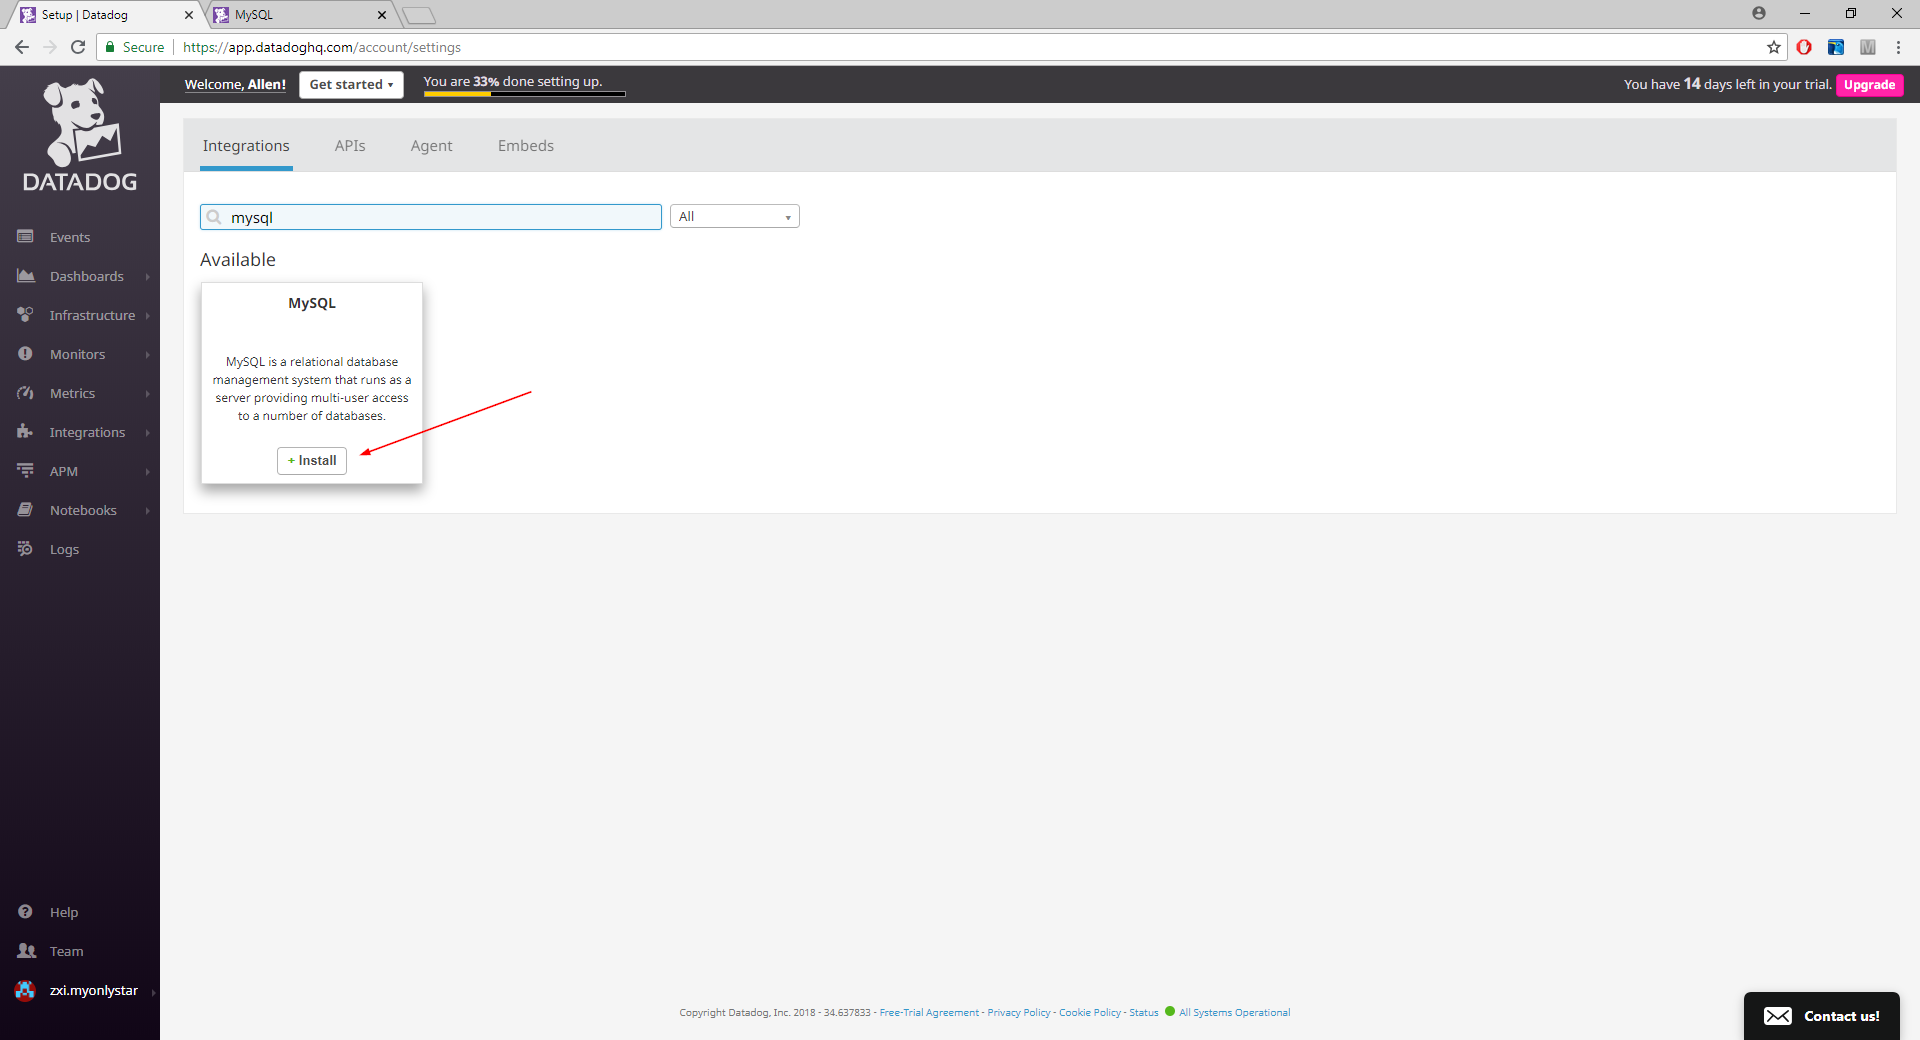 Setup | Datadog
MySQL
Secure
https://app.datadoghq.com/account/settings
M
DATADOG
Welcome, Allen!
Get started
You are 33% done setting up.
You have 14 days left in your trial.
Upgrade
Events
Dashboards
Infrastructure
Monitors
Metrics
Integrations
APM
Notebooks
Logs
Help
Team
zxi.myonlystar
Integrations
APIs
Agent
Embeds
mysql
All
Available
MySQL
MySQL is a relational database
management system that runs as a
server providing multi-user access
to a number of databases.
+ Install
Copyright Datadog, Inc. 2018 - 34.637833 - Free-Trial Agreement - Privacy Policy - Cookie Policy - Status All Systems Operational
Contact us!